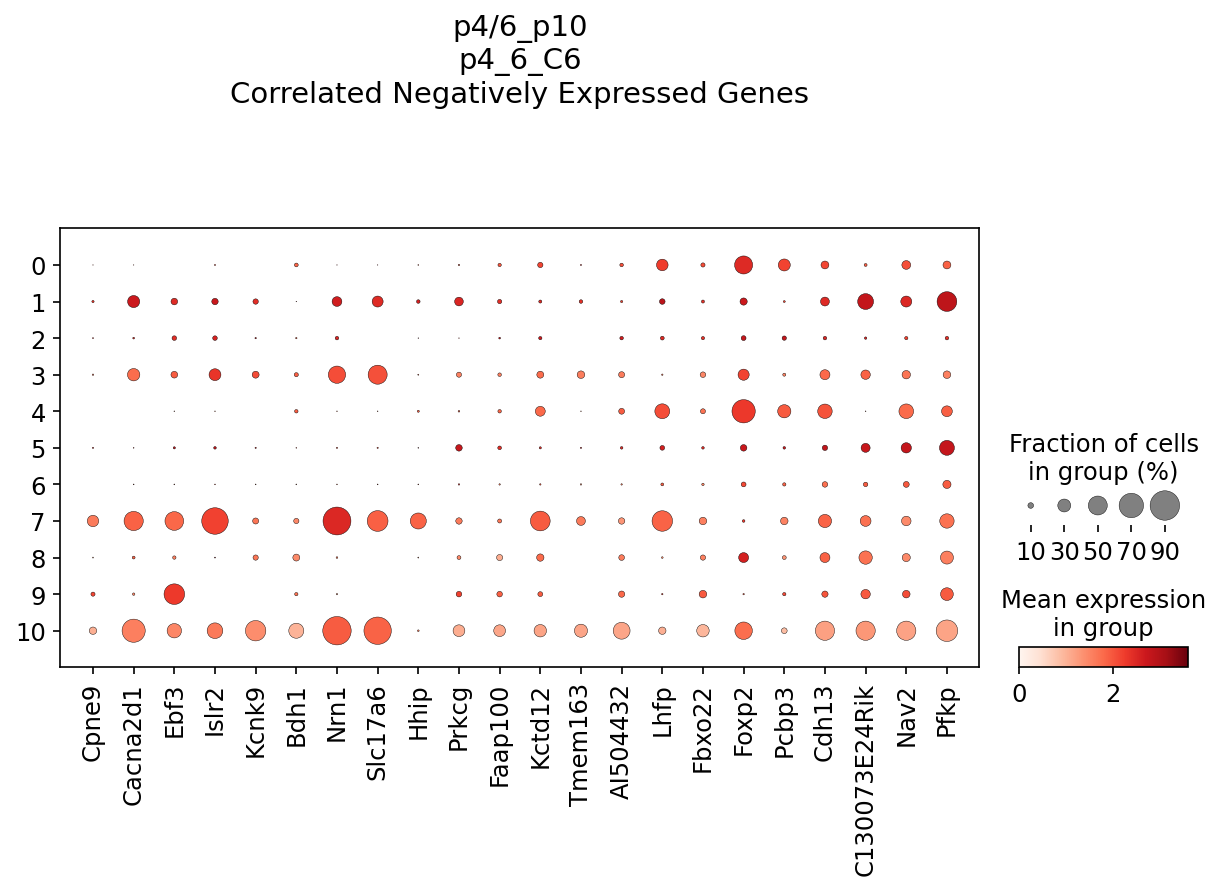 p4/6_p10
p4_6_C6
Correlated Negatively Expressed Genes
0
1
2
3
4
5
6
7
8
9
10
Cpne9
Cacna2d1
Ebf3
Islr2
Kcnk9
Bdh1
Nrn1
Slc17a6
Hhip
Prkcg
Faap100
Kctd12
Tmem163
AI504432
Lhfp
Fbxo22
Foxp2
Pcbp3
Cdh13
C130073E24Rik
Nav2
Pfkp
Fraction of cells
in group (%)
10 30 50 70 90
Mean expression
in group
0 2